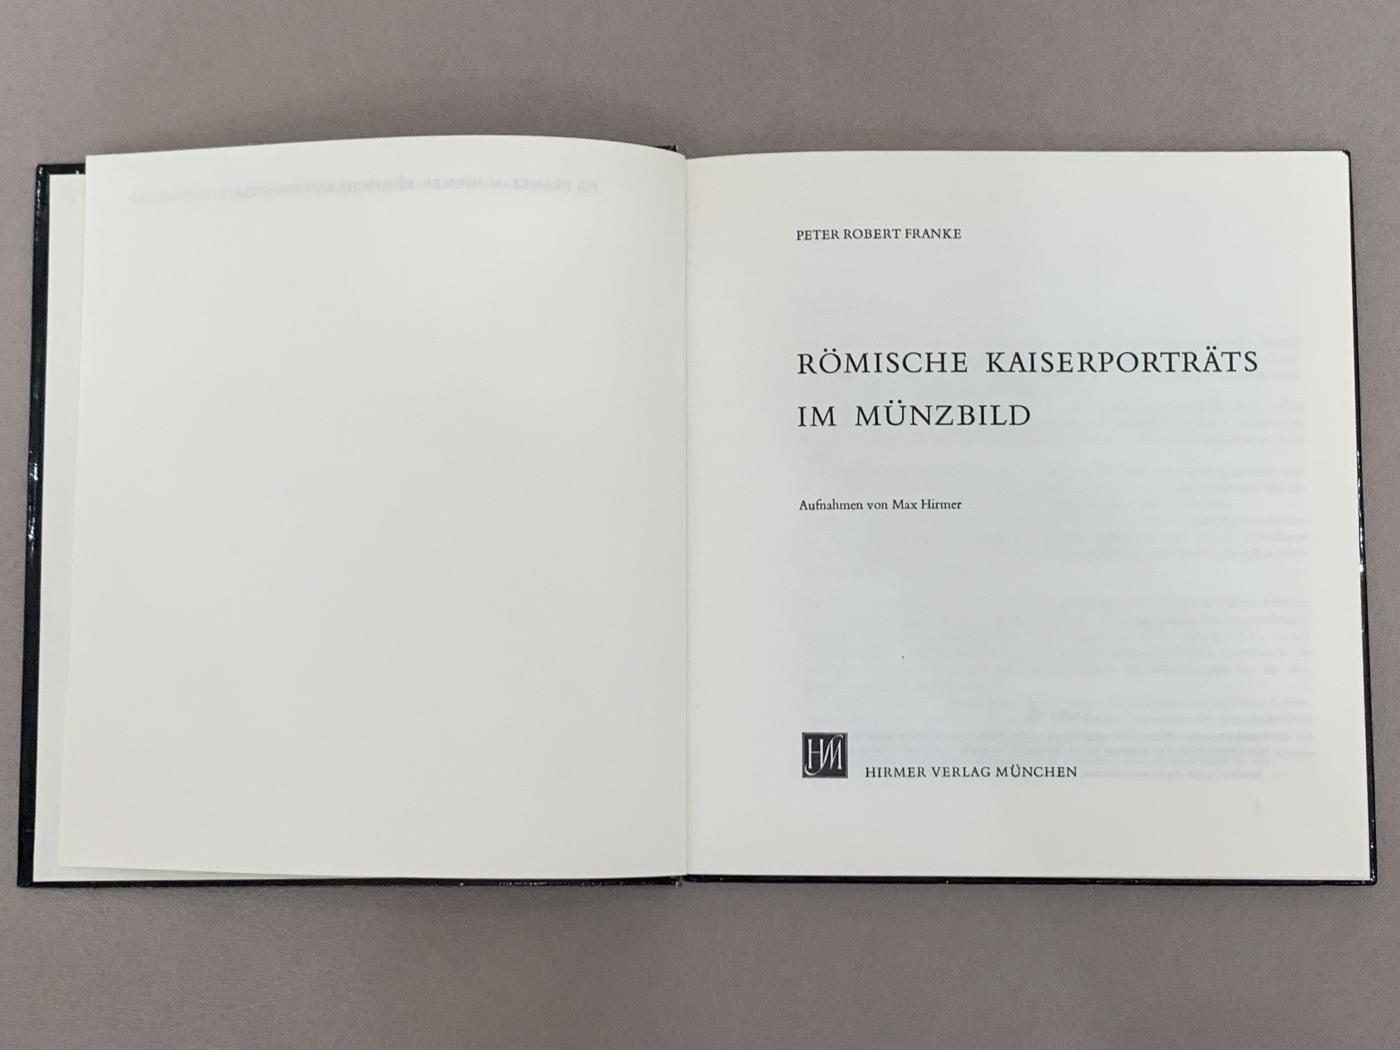 PETER ROBERT FRANKE
RÖMISCHE KAISERPORTRÄTS
IM MÜNZBILD
Aufnahmen von Max Hirmer
HM
HIRMER VERLAG MÜNCHEN